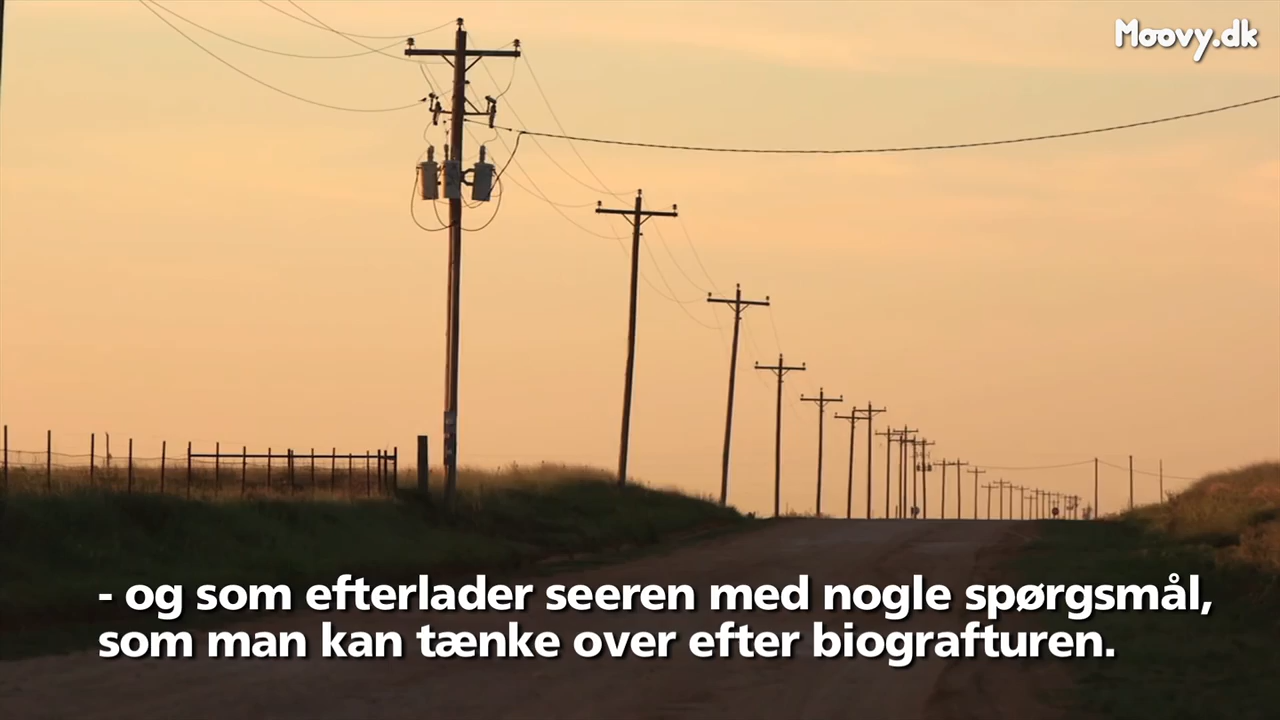 Moovy.dk
- og som efterlader seeren med nogle spørgsmål,
som man kan tænke over efter biografturen.